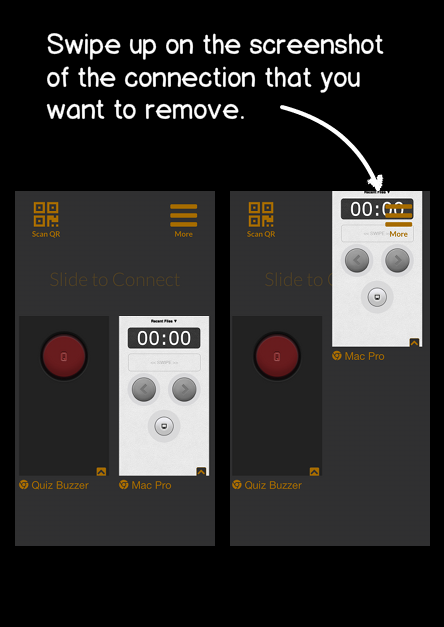 Swipe up on the screenshot
of the connection that you
want to remove.
Scan QR
More
Slide to Connect
Recent Files ▼
00:00
SWIPE
Quiz Buzzer
Mac Pro
Scan QR
More
Slide to C
Recent Files ▼
00:00
SWIPE
Mac Pro
Quiz Buzzer